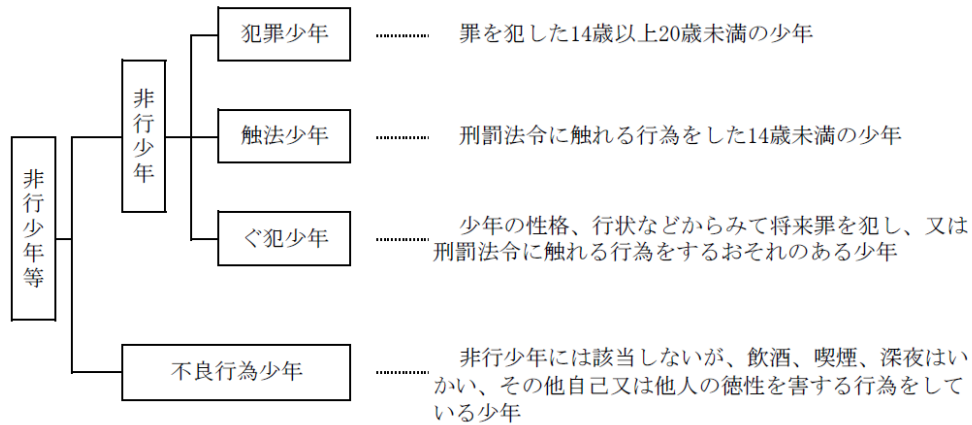 非行少年等
非行少年
犯罪少年
罪を犯した14歳以上20歳未満の少年
触法少年
刑罰法令に触れる行為をした14歳未満の少年
ぐ犯少年
少年の性格、行状などからみて将来罪を犯し、又は
刑罰法令に触れる行為をするおそれのある少年
不良行為少年
非行少年には該当しないが、飲酒、喫煙、深夜はい
かい、その他自己又は他人の徳性を害する行為をして
いる少年